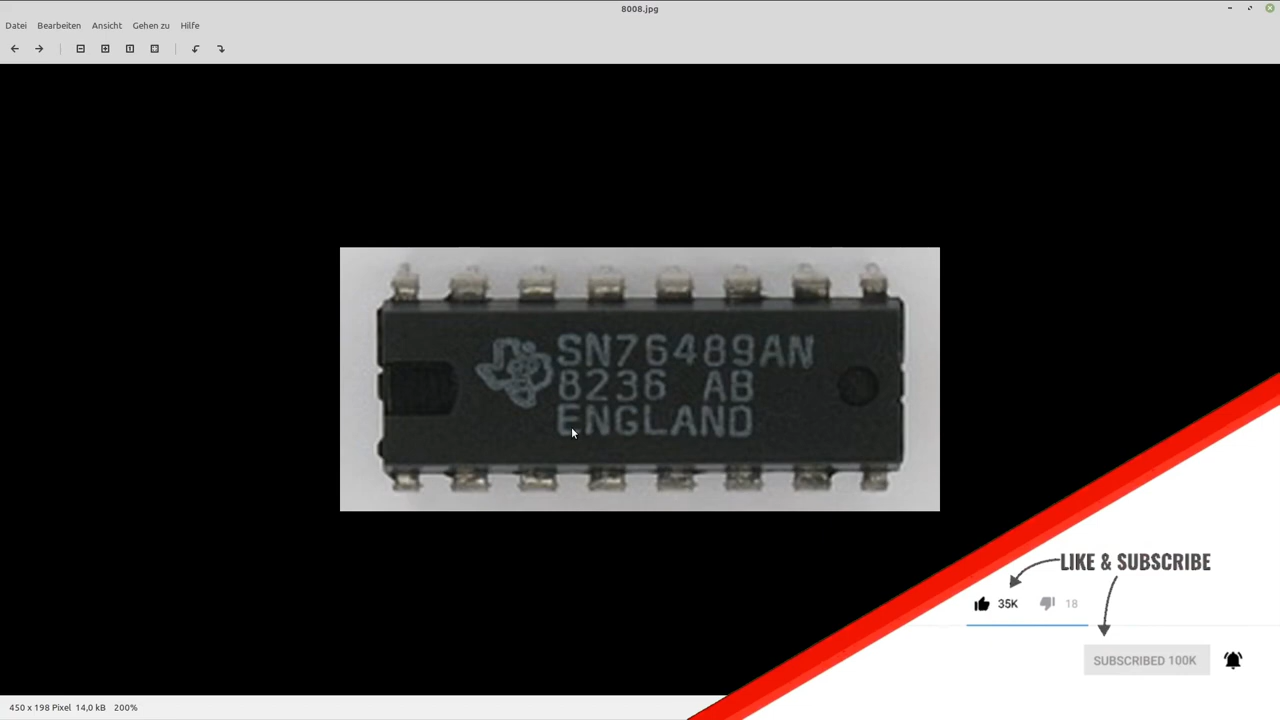 8008.jpg
Datei Bearbeiten Ansicht Gehen zu Hilfe
SN76489AN
8236 AB
ENGLAND
LIKE & SUBSCRIBE
35K 18
SUBSCRIBED 100K
450 x 198 Pixel 14,0 kB 200%